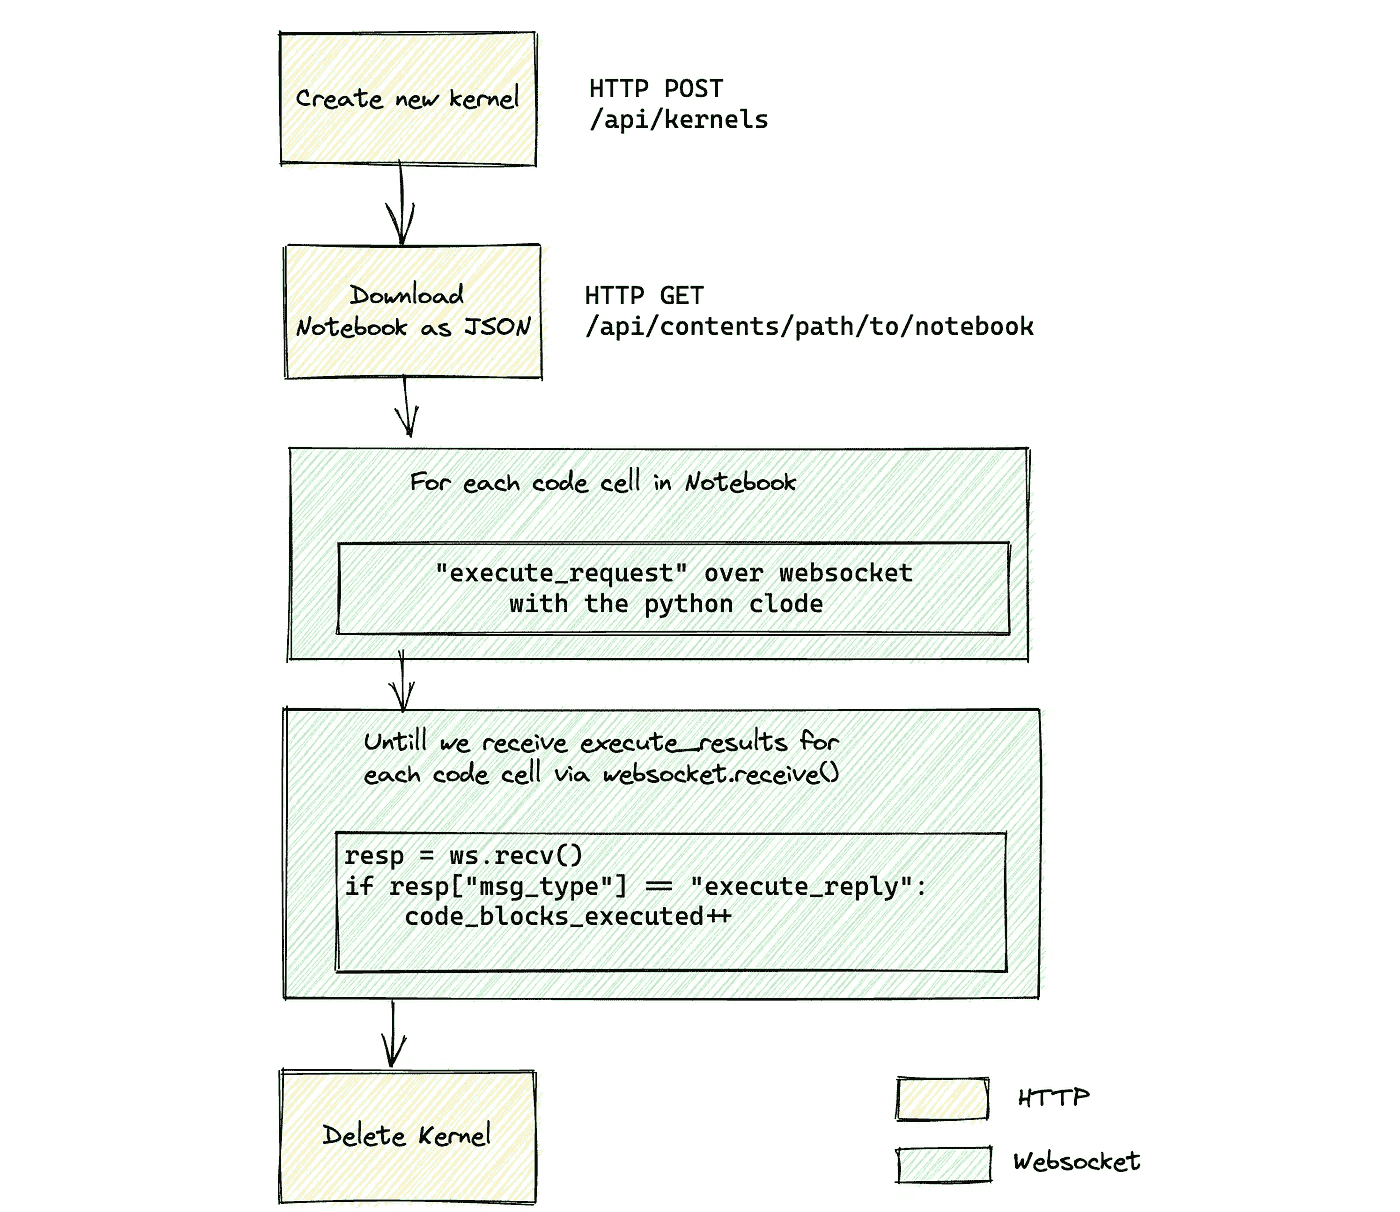 Create new kernel
HTTP POST
/api/kernels
Download
Notebook as JSON
HTTP GET
/api/contents/path/to/notebook
For each code cell in Notebook
"execute_request" over websocket
with the python clode
Untill we receive execute_results for
each code cell via websocket.receive()
resp = ws.recv()
if resp["msg_type"] == "execute_reply":
    code_blocks_executed++
Delete Kernel
HTTP
Websocket